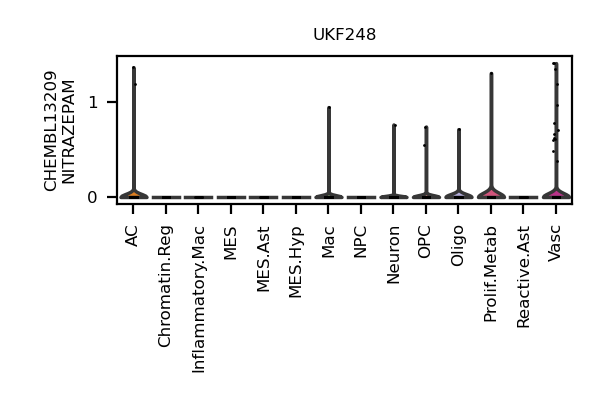 UKF248
CHEMBL13209
NITRAZEPAM
1
0
AC
Chromatin.Reg
Inflammatory.Mac
MES
MES.Ast
MES.Hyp
Mac
NPC
Neuron
OPC
Oligo
Prolif.Metab
Reactive.Ast
Vasc